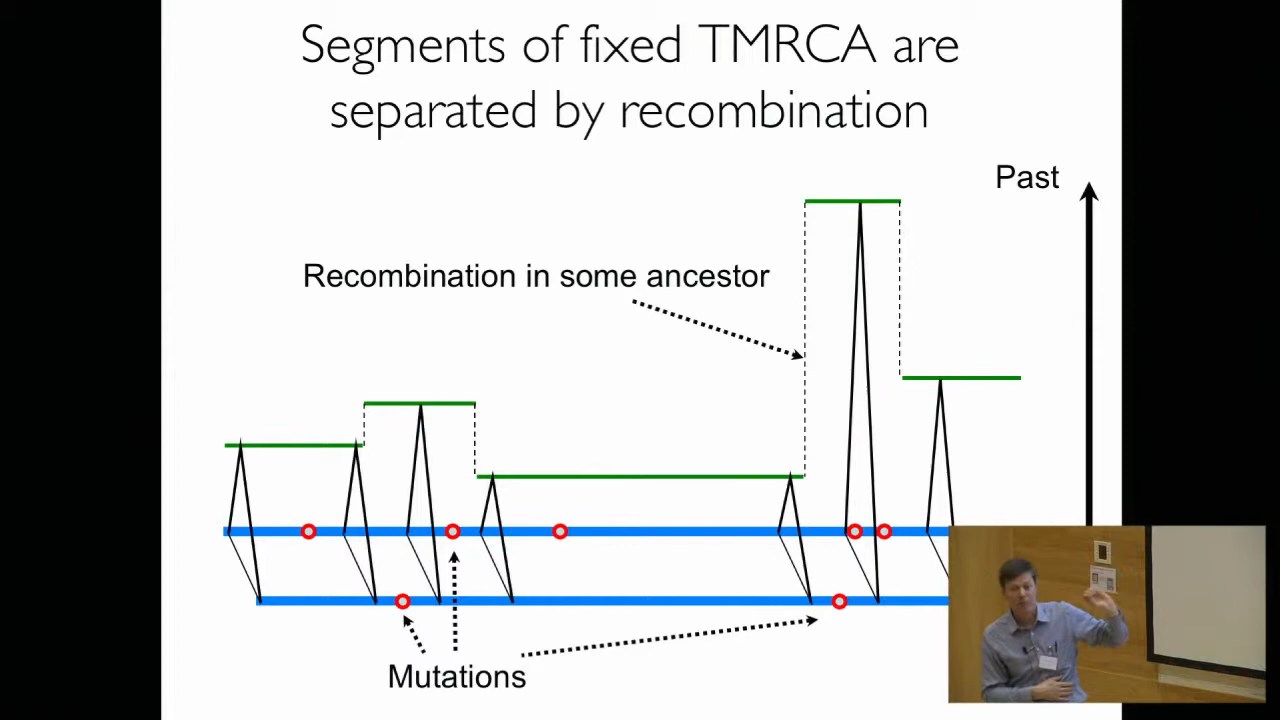 Segments of fixed TMRCA are
separated by recombination
Past
Recombination in some ancestor
Mutations